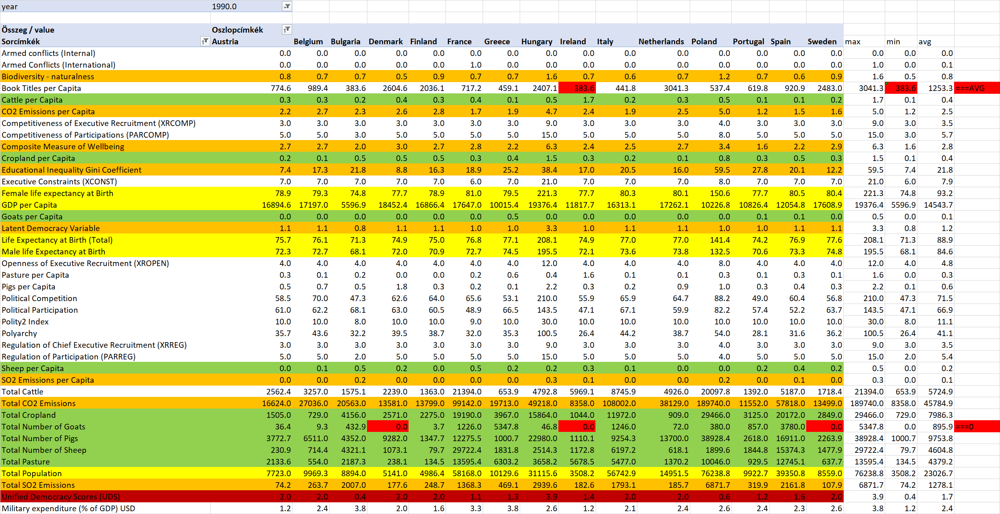 year 1990.0
Összeg / value Oszlopcímkék
Sorcímkék Austria Belgium Bulgaria Denmark Finland France Greece Hungary Ireland Italy Netherlands Poland Portugal Spain Sweden max min avg
Armed conflicts (Internal) 0.0 0.0 0.0 0.0 0.0 0.0 0.0 0.0 0.0 0.0 0.0 0.0 0.0 0.0 0.0 0.0 0.0 0.0
Armed Conflicts (International) 0.0 0.0 0.0 0.0 0.0 1.0 0.0 0.0 0.0 0.0 0.0 0.0 0.0 0.0 0.0 1.0 0.0 0.1
Biodiversity - naturalness 0.8 0.7 0.7 0.5 0.9 0.7 0.7 1.6 0.7 0.6 0.7 1.2 0.7 0.6 0.9 1.6 0.5 0.8
Book Titles per Capita 774.6 989.4 383.6 2604.6 2036.1 717.2 459.1 2407.1 383.6 441.8 3041.3 537.4 619.8 920.9 2483.0 3041.3 383.6 1253.3 ===AVG
Cattle per Capita 0.3 0.3 0.2 0.4 0.3 0.4 0.1 0.5 1.7 0.2 0.3 0.5 0.1 0.1 0.2 1.7 0.1 0.4
CO2 Emissions per Capita 2.2 2.7 2.3 2.6 2.8 1.7 1.9 4.7 2.4 1.9 2.5 5.0 1.2 1.5 1.6 5.0 1.2 2.5
Competitiveness of Executive Recruitment (XRCOMP) 3.0 3.0 3.0 3.0 3.0 3.0 3.0 9.0 3.0 3.0 3.0 4.0 3.0 3.0 3.0 9.0 3.0 3.5
Competitiveness of Participations (PARCOMP) 5.0 5.0 3.0 5.0 5.0 5.0 5.0 15.0 5.0 5.0 5.0 8.0 5.0 5.0 5.0 15.0 3.0 5.7
Composite Measure of Wellbeing 2.7 2.7 2.0 3.0 2.7 2.8 2.2 6.3 2.4 2.5 2.7 3.4 1.6 2.2 2.9 6.3 1.6 2.8
Cropland per Capita 0.2 0.1 0.5 0.5 0.5 0.3 0.4 1.5 0.3 0.2 0.1 0.8 0.3 0.5 0.3 1.5 0.1 0.4
Educational Inequality Gini Coefficient 7.4 17.3 21.8 8.8 16.3 18.9 25.2 38.4 17.0 20.5 16.0 59.5 27.8 20.1 12.2 59.5 7.4 21.8
Executive Constraints (XCONST) 7.0 7.0 7.0 7.0 7.0 6.0 7.0 21.0 7.0 7.0 7.0 8.0 7.0 7.0 7.0 21.0 6.0 7.9
Female life expectancy at Birth 78.9 79.3 74.8 77.7 78.9 81.0 79.5 221.3 77.7 80.3 80.1 150.6 77.7 80.5 80.4 221.3 74.8 93.2
GDP per Capita 16894.6 17197.0 5596.9 18452.4 16866.4 17647.0 10015.4 19376.4 11817.7 16313.1 17262.1 10226.8 10826.4 12054.8 17608.9 19376.4 5596.9 14543.7
Goats per Capita 0.0 0.0 0.0 0.0 0.0 0.0 0.5 0.0 0.0 0.0 0.0 0.0 0.1 0.1 0.0 0.5 0.0 0.1
Latent Democracy Variable 1.1 1.1 0.8 1.1 1.1 1.0 1.0 3.3 1.0 1.1 1.1 1.0 1.0 1.1 1.1 3.3 0.8 1.2
Life Expectancy at Birth (Total) 75.7 76.1 71.3 74.9 75.0 76.8 77.1 208.1 74.9 77.0 77.0 141.4 74.2 76.9 77.6 208.1 71.3 88.9
Male life Expectancy at Birth 72.3 72.7 68.1 72.0 70.9 72.7 74.5 195.5 72.1 73.6 73.8 132.5 70.6 73.3 74.8 195.5 68.1 84.6
Openness of Executive Recruitment (XROPEN) 4.0 4.0 4.0 4.0 4.0 4.0 4.0 12.0 4.0 4.0 4.0 8.0 4.0 4.0 4.0 12.0 4.0 4.8
Pasture per Capita 0.3 0.1 0.2 0.0 0.0 0.2 0.6 0.4 1.6 0.1 0.1 0.3 0.1 0.3 0.1 1.6 0.0 0.3
Pigs per Capita 0.5 0.7 0.5 1.8 0.3 0.2 0.1 2.2 0.3 0.2 0.9 1.0 0.3 0.4 0.3 2.2 0.1 0.6
Political Competition 58.5 70.0 47.3 62.6 64.0 65.6 53.1 210.0 55.9 65.9 64.7 88.2 49.0 60.4 56.8 210.0 47.3 71.5
Political Participation 61.0 62.2 68.1 63.0 60.5 48.9 66.5 143.5 47.1 67.1 59.9 82.2 57.4 52.2 63.7 143.5 47.1 66.9
Polity2 Index 10.0 10.0 8.0 10.0 10.0 9.0 10.0 30.0 10.0 10.0 10.0 10.0 10.0 10.0 10.0 30.0 8.0 11.1
Polyarchy 35.7 43.6 32.2 39.5 38.7 32.0 35.3 100.5 26.4 44.2 38.7 54.0 28.1 31.6 36.2 100.5 26.4 41.1
Regulation of Chief Executive Recruitment (XRREG) 3.0 3.0 3.0 3.0 3.0 3.0 3.0 9.0 3.0 3.0 3.0 4.0 3.0 3.0 3.0 9.0 3.0 3.5
Regulation of Participation (PARREG) 5.0 5.0 2.0 5.0 5.0 5.0 5.0 15.0 5.0 5.0 5.0 4.0 5.0 5.0 5.0 15.0 2.0 5.4
Sheep per Capita 0.0 0.1 0.5 0.2 0.0 0.5 0.2 0.2 0.3 0.1 0.0 0.0 0.2 0.4 0.2 0.5 0.0 0.2
SO2 Emissions per Capita 0.0 0.0 0.2 0.0 0.0 0.0 0.0 0.3 0.1 0.0 0.0 0.2 0.0 0.1 0.0 0.3 0.0 0.1
Total Cattle 2562.4 3257.0 1575.1 2239.0 1363.0 21394.0 653.9 4792.8 5969.1 8745.9 4926.0 20097.8 1392.0 5187.0 1718.4 21394.0 653.9 5724.9
Total CO2 Emissions 16624.0 27036.0 20563.0 13581.0 13799.0 99142.0 19713.0 49218.0 8358.0 108002.0 38129.0 189740.0 11552.0 57818.0 13499.0 189740.0 8358.0 45784.9
Total Cropland 1505.0 729.0 4156.0 2571.0 2275.0 19190.0 3967.0 15864.0 1044.0 11972.0 909.0 29466.0 3125.0 20172.0 2849.0 29466.0 729.0 7986.3
Total Number of Goats 36.4 9.3 432.9 0.0 3.7 1226.0 5347.8 46.8 0.0 1246.0 72.0 380.0 857.0 3780.0 0.0 5347.8 0.0 895.9 ===0
Total Number of Pigs 3772.7 6511.0 4352.0 9282.0 1347.7 12275.5 1000.7 22980.0 1110.1 9254.3 13700.0 38928.4 2618.0 16911.0 2263.9 38928.4 1000.7 9753.8
Total Number of Sheep 230.9 714.4 4321.1 1073.1 79.7 29722.4 1831.8 2514.3 1172.8 6197.2 618.1 1899.6 1844.8 15374.3 1477.9 29722.4 79.7 4604.8
Total Pasture 2133.6 554.0 2187.3 238.1 134.5 13595.4 6303.2 3658.2 5678.5 5477.0 1370.2 10046.0 929.5 12745.1 637.7 13595.4 134.5 4379.2
Total Population 7723.0 9969.3 8894.0 5141.0 4986.4 58168.0 10129.6 31115.6 3508.2 56742.9 14951.5 76238.8 9922.7 39350.8 8559.0 76238.8 3508.2 23026.7
Total SO2 Emissions 74.2 263.7 2007.0 177.6 248.7 1368.3 469.1 2939.6 182.6 1793.1 185.7 6871.7 319.9 2161.8 107.9 6871.7 74.2 1278.1
Unified Democracy Scores (UDS) 2.0 2.0 0.4 2.0 2.0 1.1 1.3 3.9 1.4 2.0 2.0 0.6 1.2 1.6 2.0 3.9 0.4 1.7
Military expenditure (% of GDP) USD 1.2 2.4 3.8 2.0 1.6 3.3 3.8 2.6 1.2 2.1 2.4 2.6 2.4 2.3 2.6 3.8 1.2 2.4